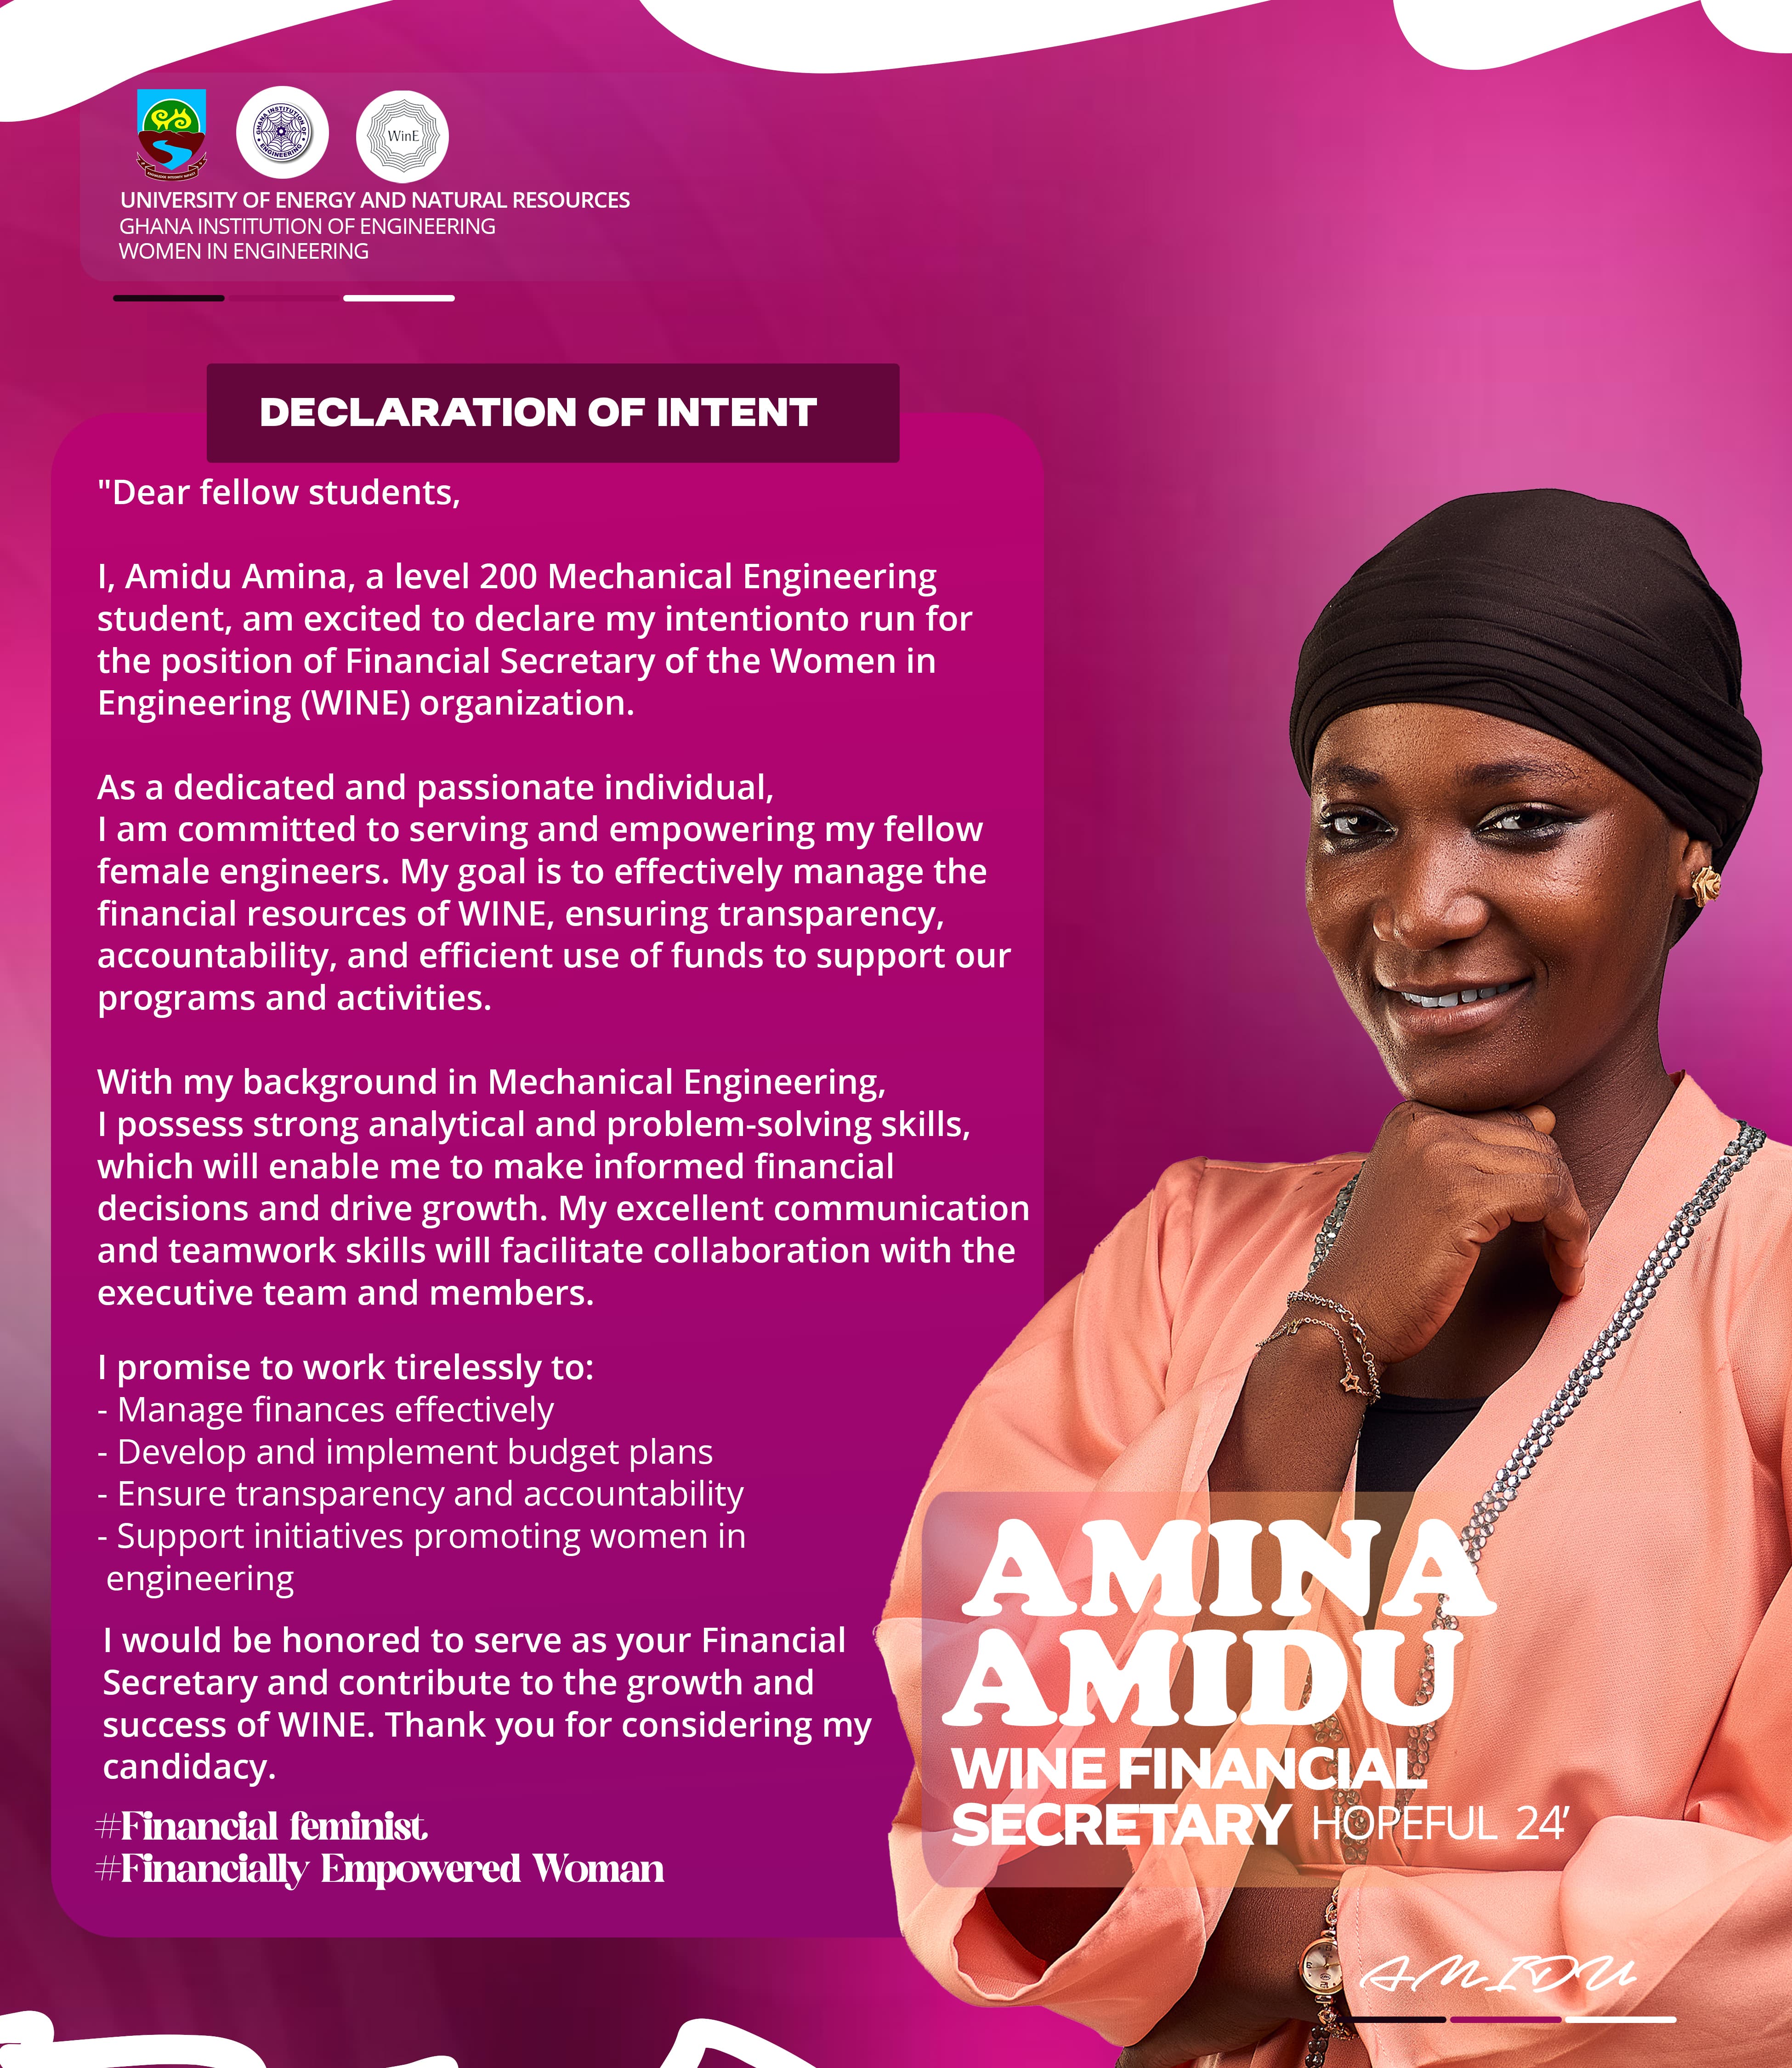 GHANA INSTITUTION OF
ENGINEERING
WinE
UNIVERSITY OF ENERGY AND NATURAL RESOURCES
GHANA INSTITUTION OF ENGINEERING
WOMEN IN ENGINEERING
DECLARATION OF INTENT
"Dear fellow students,
I, Amidu Amina, a level 200 Mechanical Engineering
student, am excited to declare my intentionto run for
the position of Financial Secretary of the Women in
Engineering (WINE) organization.
As a dedicated and passionate individual,
I am committed to serving and empowering my fellow
female engineers. My goal is to effectively manage the
financial resources of WINE, ensuring transparency,
accountability, and efficient use of funds to support our
programs and activities.
With my background in Mechanical Engineering,
I possess strong analytical and problem-solving skills,
which will enable me to make informed financial
decisions and drive growth. My excellent communication
and teamwork skills will facilitate collaboration with the
executive team and members.
I promise to work tirelessly to:
- Manage finances effectively
- Develop and implement budget plans
- Ensure transparency and accountability
- Support initiatives promoting women in
engineering
I would be honored to serve as your Financial
Secretary and contribute to the growth and
success of WINE. Thank you for considering my
candidacy.
#Financial feminist
#Financially Empowered Woman
AMINA
AMIDU
WINE FINANCIAL
SECRETARY HOPEFUL 24'
AMIDU